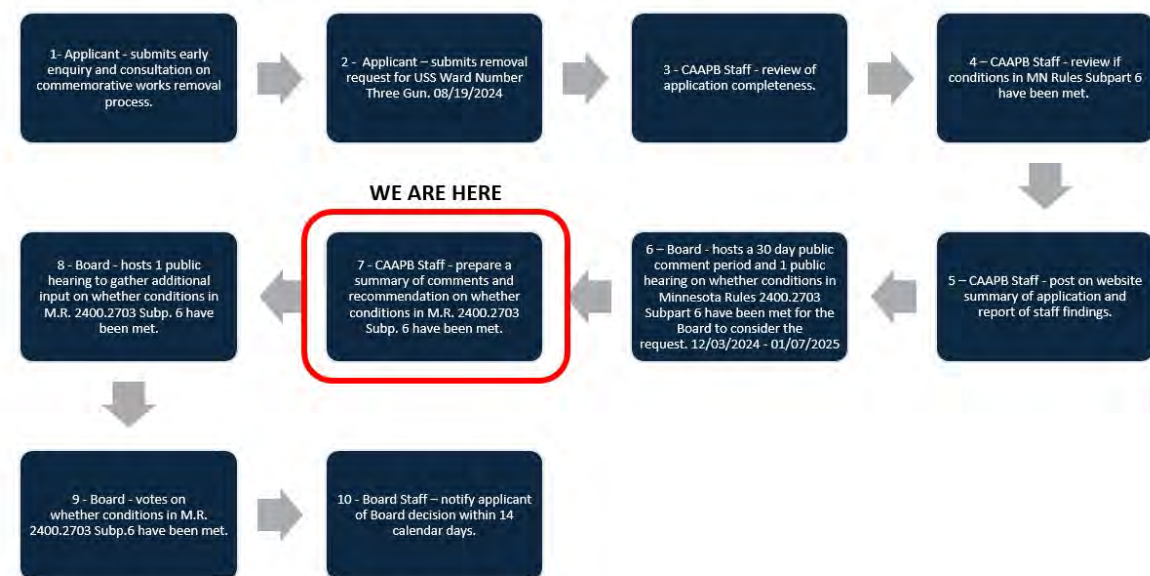 1- Applicant - submits early
enquiry and consultation on
commemorative works removal
process.
2 - Applicant – submits removal
request for USS Ward Number
Three Gun. 08/19/2024
3 - CAAPB Staff - review of
application completeness.
4 – CAAPB Staff - review if
conditions in MN Rules Subpart 6
have been met.
5 – CAAPB Staff - post on website
summary of application and
report of staff findings.
6 – Board - hosts a 30 day public
comment period and 1 public
hearing on whether conditions in
Minnesota Rules 2400.2703
Subpart 6 have been met for the
Board to consider the
request. 12/03/2024 - 01/07/2025
WE ARE HERE
7 - CAAPB Staff - prepare a
summary of comments and
recommendation on whether
conditions in M.R. 2400.2703
Subp. 6 have been met.
8 - Board - hosts 1 public
hearing to gather additional
input on whether conditions in
M.R. 2400.2703 Subp. 6 have
been met.
9 - Board - votes on
whether conditions in M.R.
2400.2703 Subp.6 have been met.
10 - Board Staff – notify applicant
of Board decision within 14
calendar days.